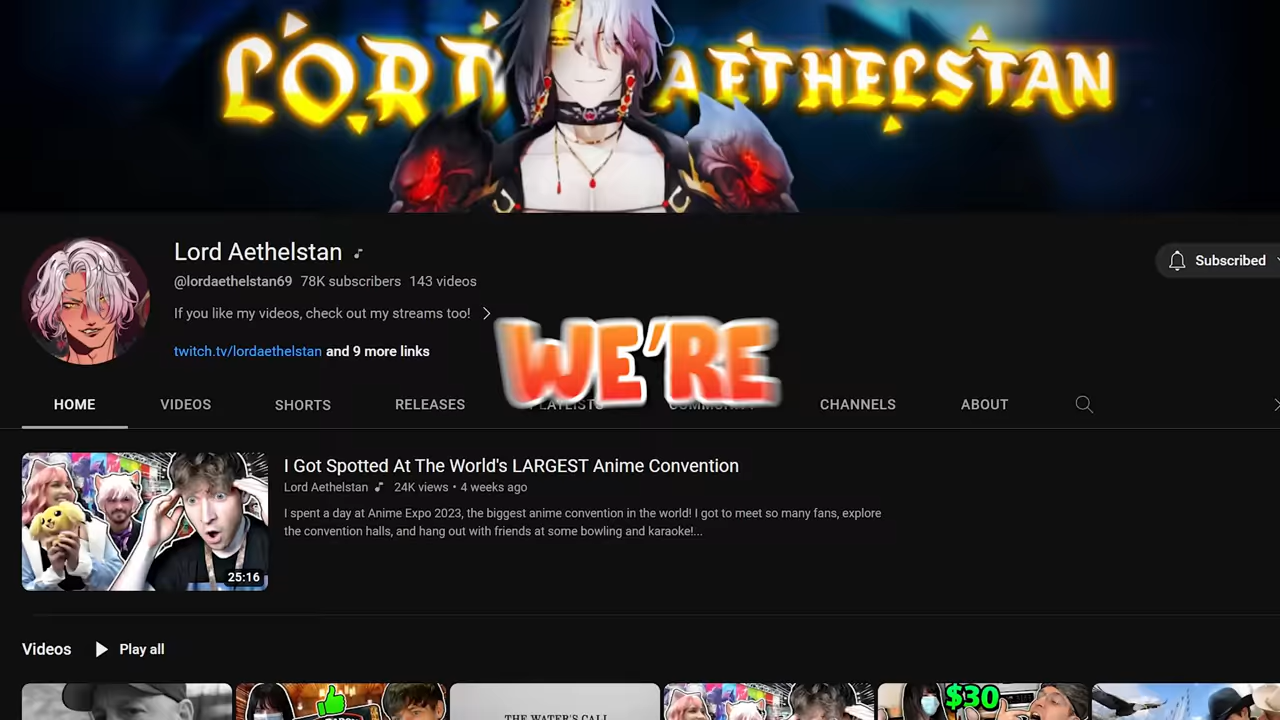 LORD AETHELSTAN
Lord Aethelstan
Subscribed
@lordaethelstan69 78K subscribers 143 videos
If you like my videos, check out my streams too!
twitch.tv/lordaethelstan and 9 more links
WE'RE
HOME VIDEOS SHORTS RELEASES PLAYLISTS COMMUNITY CHANNELS ABOUT
I Got Spotted At The World's LARGEST Anime Convention
Lord Aethelstan 24K views • 4 weeks ago
I spent a day at Anime Expo 2023, the biggest anime convention in the world! I got to meet so many fans, explore
the convention halls, and hang out with friends at some bowling and karaoke!...
25:16
Videos Play all
THE WATER'S CALL
$30